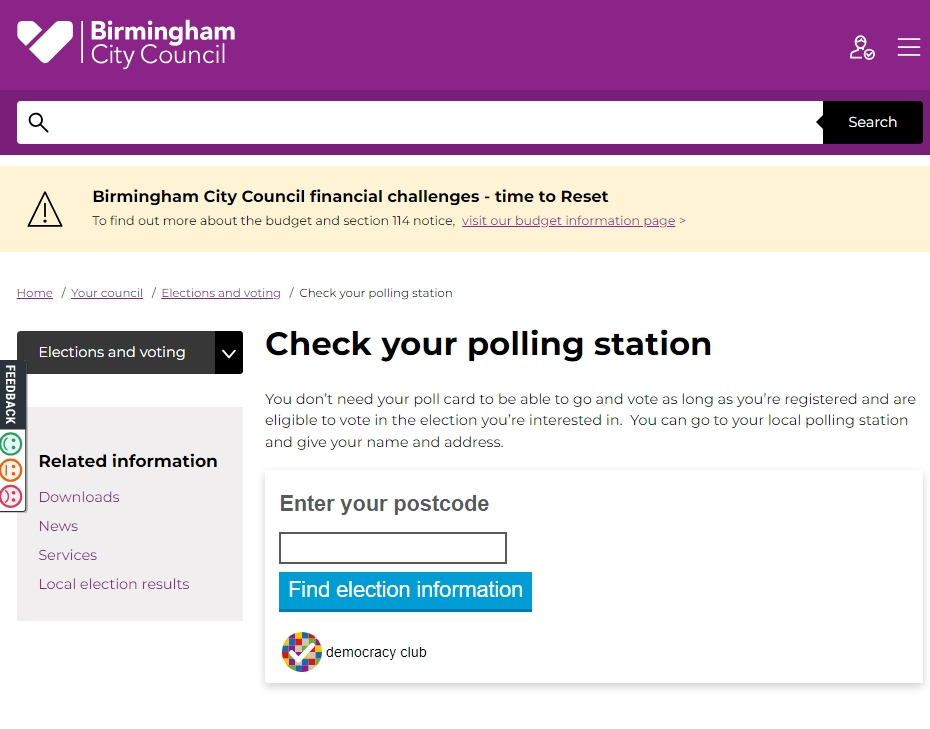 Birmingham
City Council
Search
Birmingham City Council financial challenges - time to Reset
To find out more about the budget and section 114 notice, visit our budget information page >
Home / Your council / Elections and voting / Check your polling station
Elections and voting
FEEDBACK
Related information
Downloads
News
Services
Local election results
Check your polling station
You don’t need your poll card to be able to go and vote as long as you’re registered and are
eligible to vote in the election you’re interested in. You can go to your local polling station
and give your name and address.
Enter your postcode
Find election information
democracy club